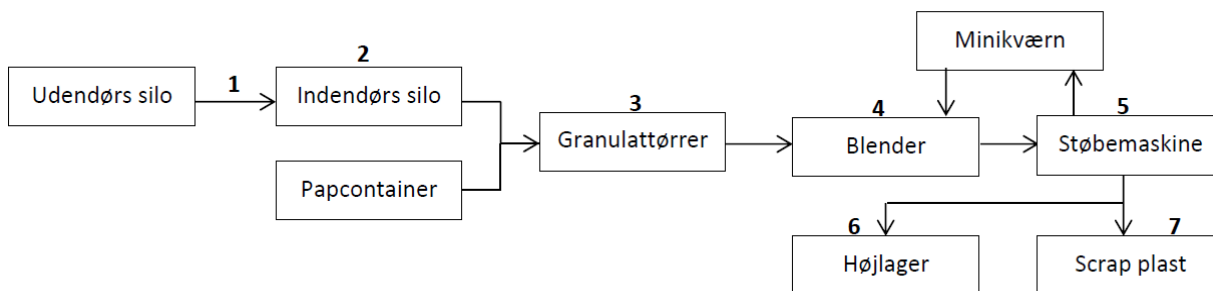 Minikværn
2
1
Udendørs silo
Indendørs silo
3
4
5
Granulattørrer
Blender
Støbemaskine
Papcontainer
6
7
Højlager
Scrap plast